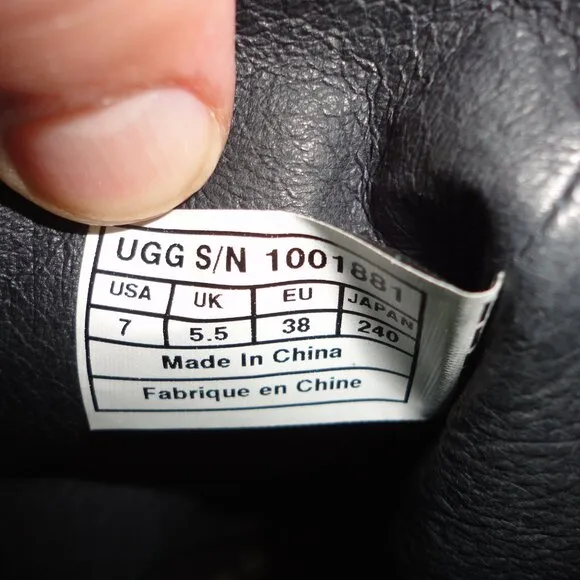 UGG S/N 1001881
USA UK EU JAPAN
7 5.5 38 240
Made In China
Fabrique en Chine